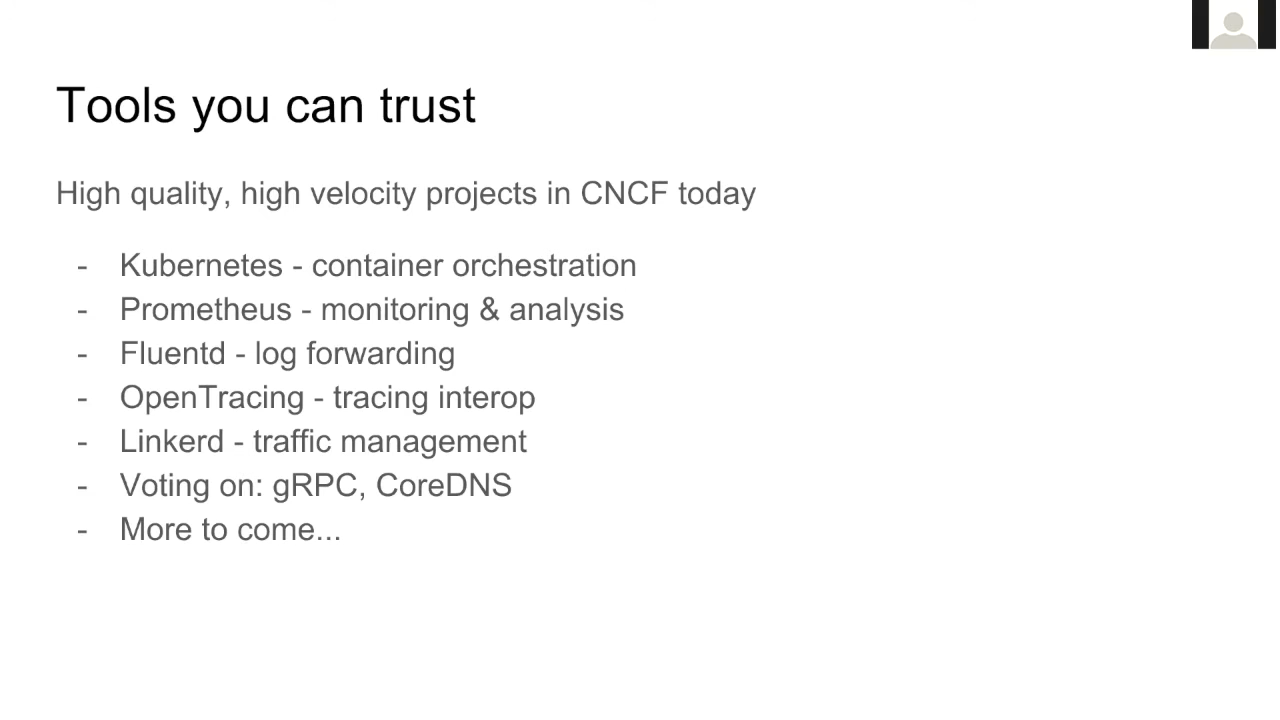 Tools you can trust
High quality, high velocity projects in CNCF today
- Kubernetes - container orchestration
- Prometheus - monitoring & analysis
- Fluentd - log forwarding
- OpenTracing - tracing interop
- Linkerd - traffic management
- Voting on: gRPC, CoreDNS
- More to come...